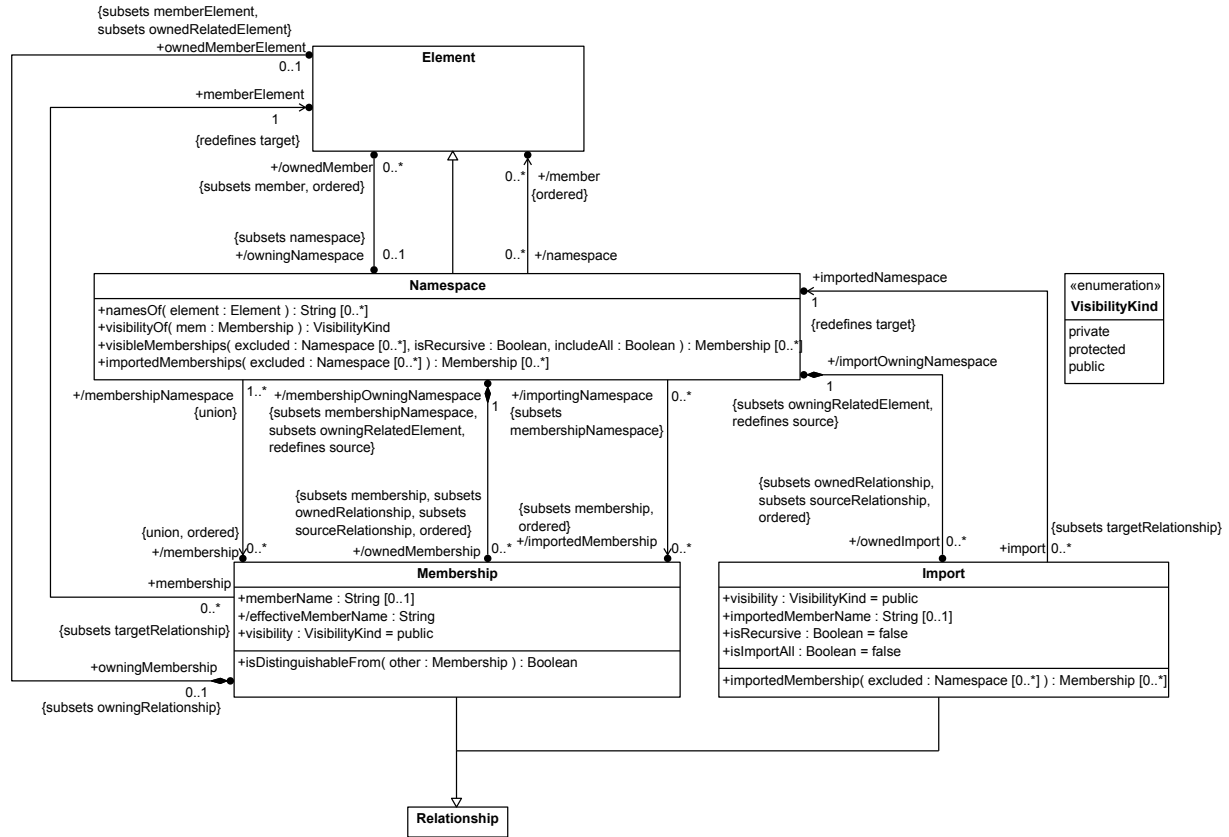 {subsets memberElement,
subsets ownedRelatedElement}
+ownedMemberElement
0..1
Element
+memberElement
1
{redefines target}
+/ownedMember
0..*
{subsets member, ordered}
0..*
+/member
{ordered}
{subsets namespace}
+/owningNamespace
0..1
0..*
+/namespace
Namespace
+namesOf( element : Element ) : String [0..*]
+visibilityOf( mem : Membership ) : VisibilityKind
+visibleMemberships( excluded : Namespace [0..*], isRecursive : Boolean, includeAll : Boolean ) : Membership [0..*]
+importedMemberships( excluded : Namespace [0..*] ) : Membership [0..*]
+importedNamespace
1
{redefines target}
«enumeration»
VisibilityKind
private
protected
public
+/membershipNamespace
{union}
1..*
+/membershipOwningNamespace
1
{subsets membershipNamespace,
subsets owningRelatedElement,
redefines source}
+/importingNamespace
0..*
{subsets
membershipNamespace}
+/importOwningNamespace
1
{subsets owningRelatedElement,
redefines source}
{union, ordered}
+/membership
0..*
{subsets membership, subsets
ownedRelationship, subsets
sourceRelationship, ordered}
+/ownedMembership
0..*
{subsets membership,
ordered}
+/importedMembership
0..*
{subsets ownedRelationship,
subsets sourceRelationship,
ordered}
+/ownedImport
0..*
{subsets targetRelationship}
+import
0..*
Membership
+memberName : String [0..1]
+/effectiveMemberName : String
+visibility : VisibilityKind = public
+isDistinguishableFrom( other : Membership ) : Boolean
+membership
0..*
{subsets targetRelationship}
+owningMembership
0..1
{subsets owningRelationship}
Import
+visibility : VisibilityKind = public
+importedMemberName : String [0..1]
+isRecursive : Boolean = false
+isImportAll : Boolean = false
+importedMembership( excluded : Namespace [0..*] ) : Membership [0..*]
Relationship